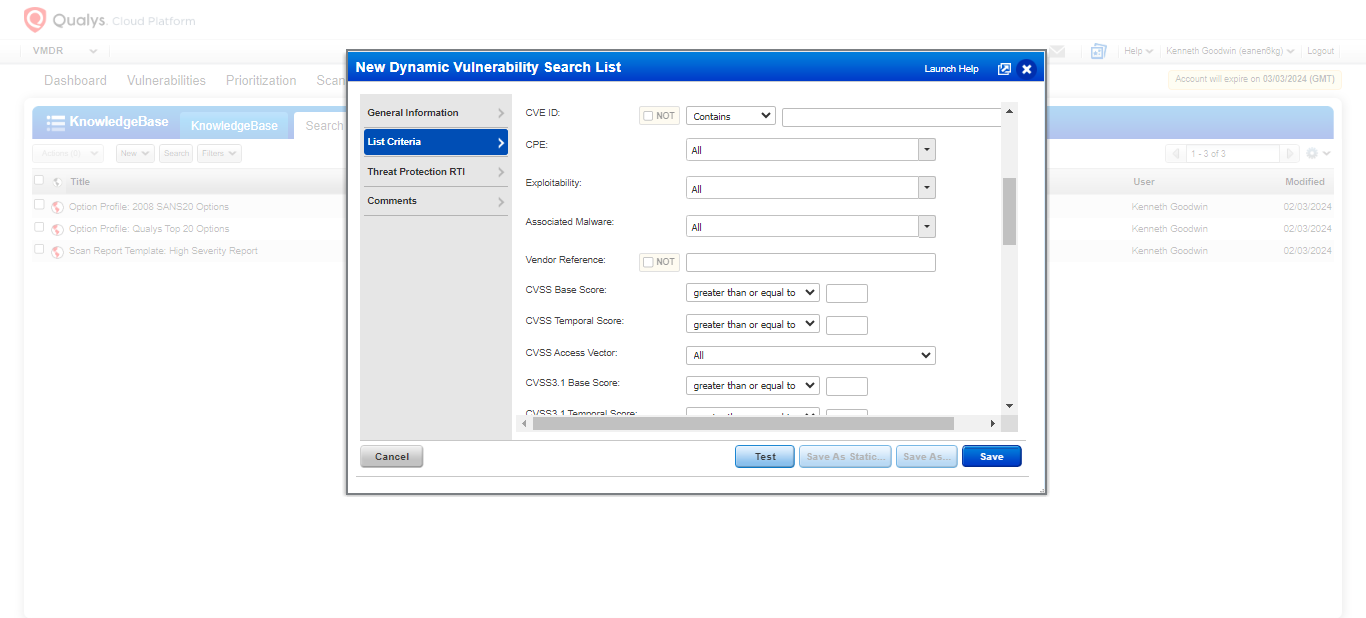 Qualys. Cloud Platform
VMDR
Help Kenneth Goodwin (eanen6kg) Logout
Dashboard Vulnerabilities Prioritization Scan
Account will expire on 03/03/2024 (GMT)
New Dynamic Vulnerability Search List
Launch Help
KnowledgeBase KnowledgeBase Search
Actions (0) New Search Filters
1 - 3 of 3
Title User Modified
Option Profile: 2008 SANS20 Options Kenneth Goodwin 02/03/2024
Option Profile: Qualys Top 20 Options Kenneth Goodwin 02/03/2024
Scan Report Template: High Severity Report Kenneth Goodwin 02/03/2024
General Information
List Criteria
Threat Protection RTI
Comments
CVE ID: NOT Contains
CPE: All
Exploitability: All
Associated Malware: All
Vendor Reference: NOT
CVSS Base Score: greater than or equal to
CVSS Temporal Score: greater than or equal to
CVSS Access Vector: All
CVSS3.1 Base Score: greater than or equal to
CVSS3.1 Temporal Score: greater than or equal to
Cancel Test Save As Static... Save As... Save